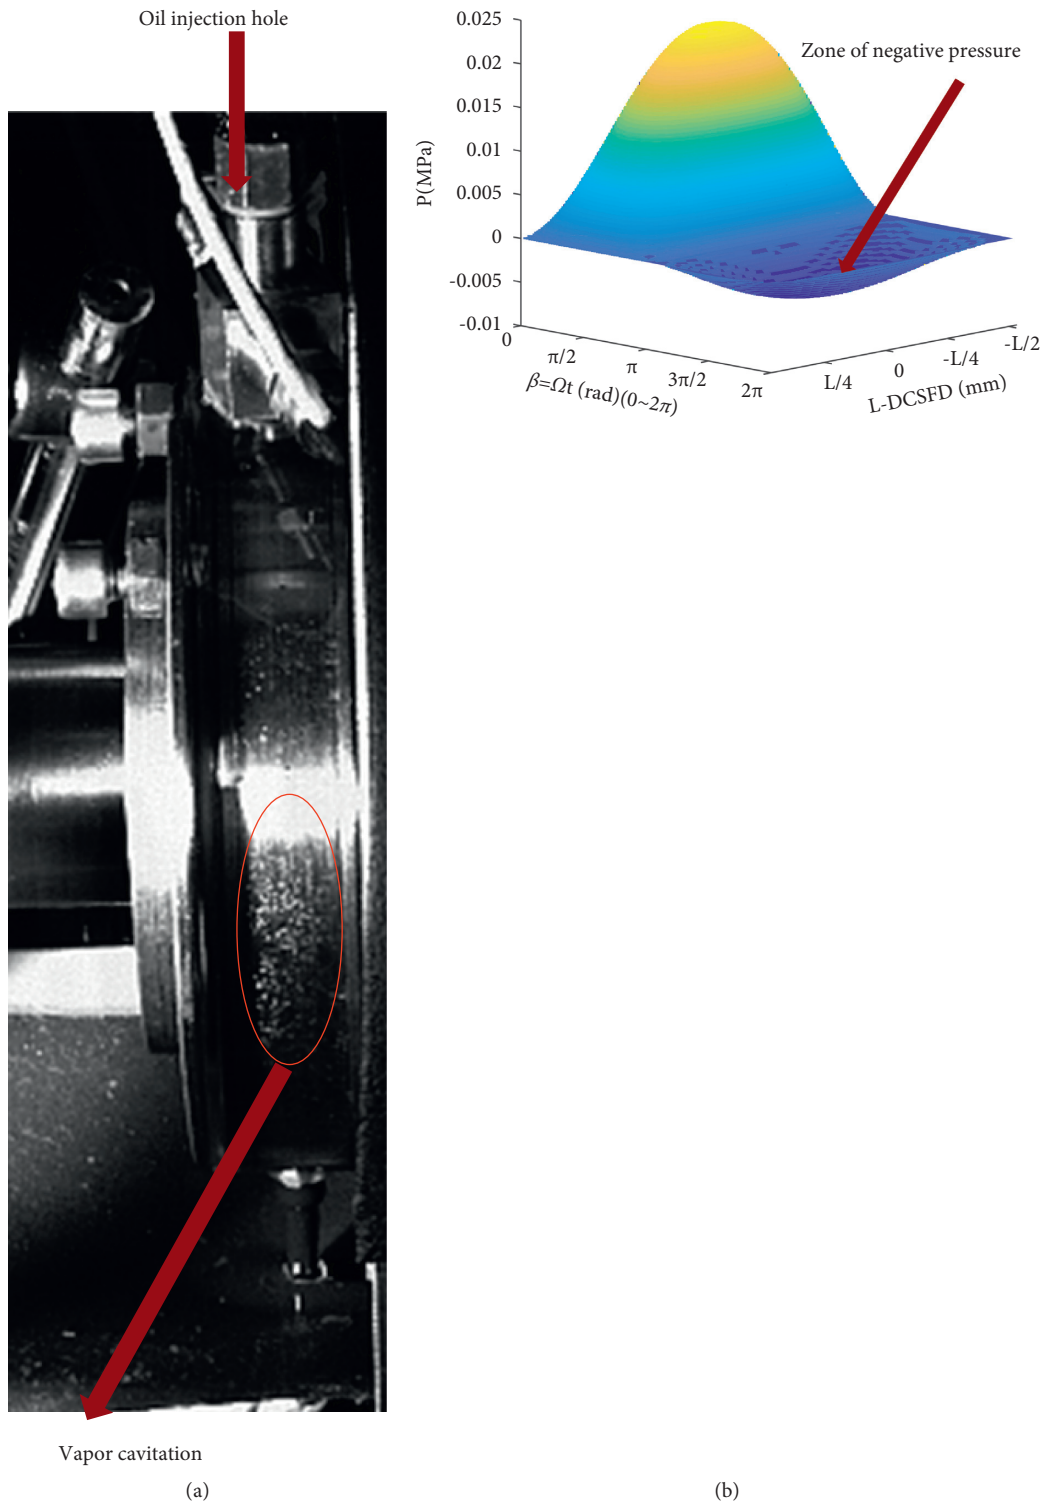 Oil injection hole
Vapor cavitation
(a)
0.025
0.02
0.015
0.01
0.005
0
-0.005
-0.01
P(MPa)
Zone of negative pressure
0
π/2
π
3π/2
2π
β=Ωt (rad)(0~2π)
L/4
0
-L/4
-L/2
L-DCSFD (mm)
(b)